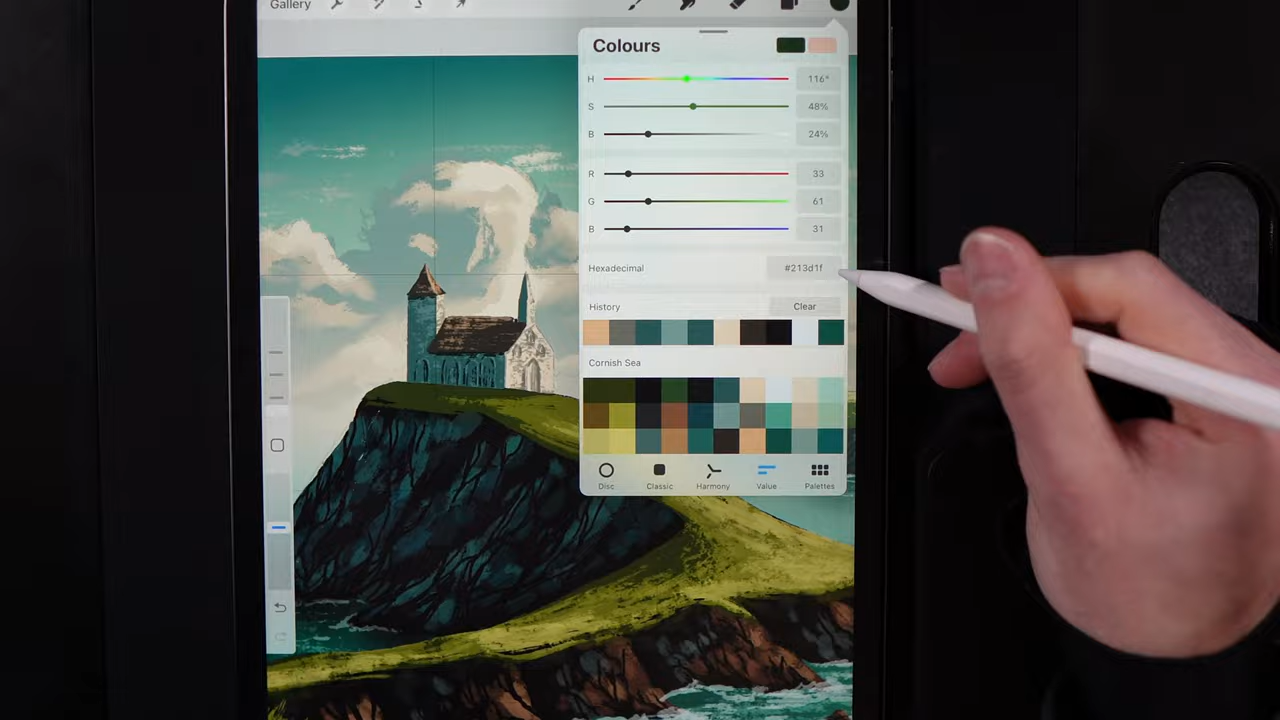 Gallery
Colours
H 116°
S 48%
B 24%
R 33
G 61
B 31
Hexadecimal #213d1f
History Clear
Cornish Sea
Disc Classic Harmony Value Palettes